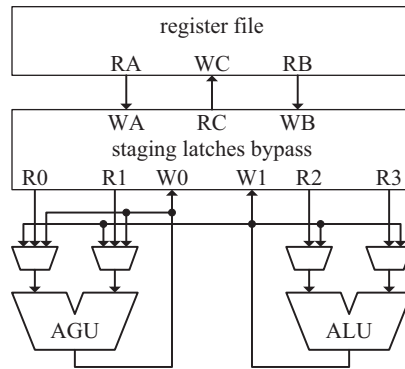 register file
RA WC RB
WA RC WB
staging latches bypass
R0 R1 W0 W1 R2 R3
AGU ALU